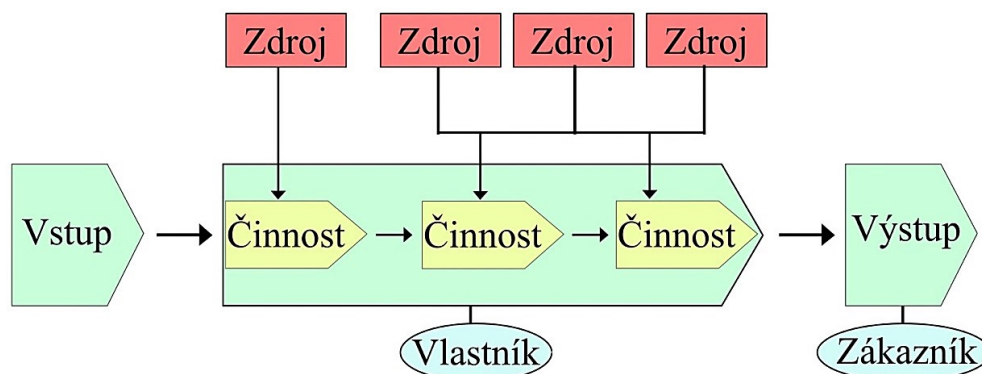 Zdroj
Zdroj
Zdroj
Zdroj
Vstup
Činnost
Činnost
Činnost
Výstup
Vlastník
Zákazník